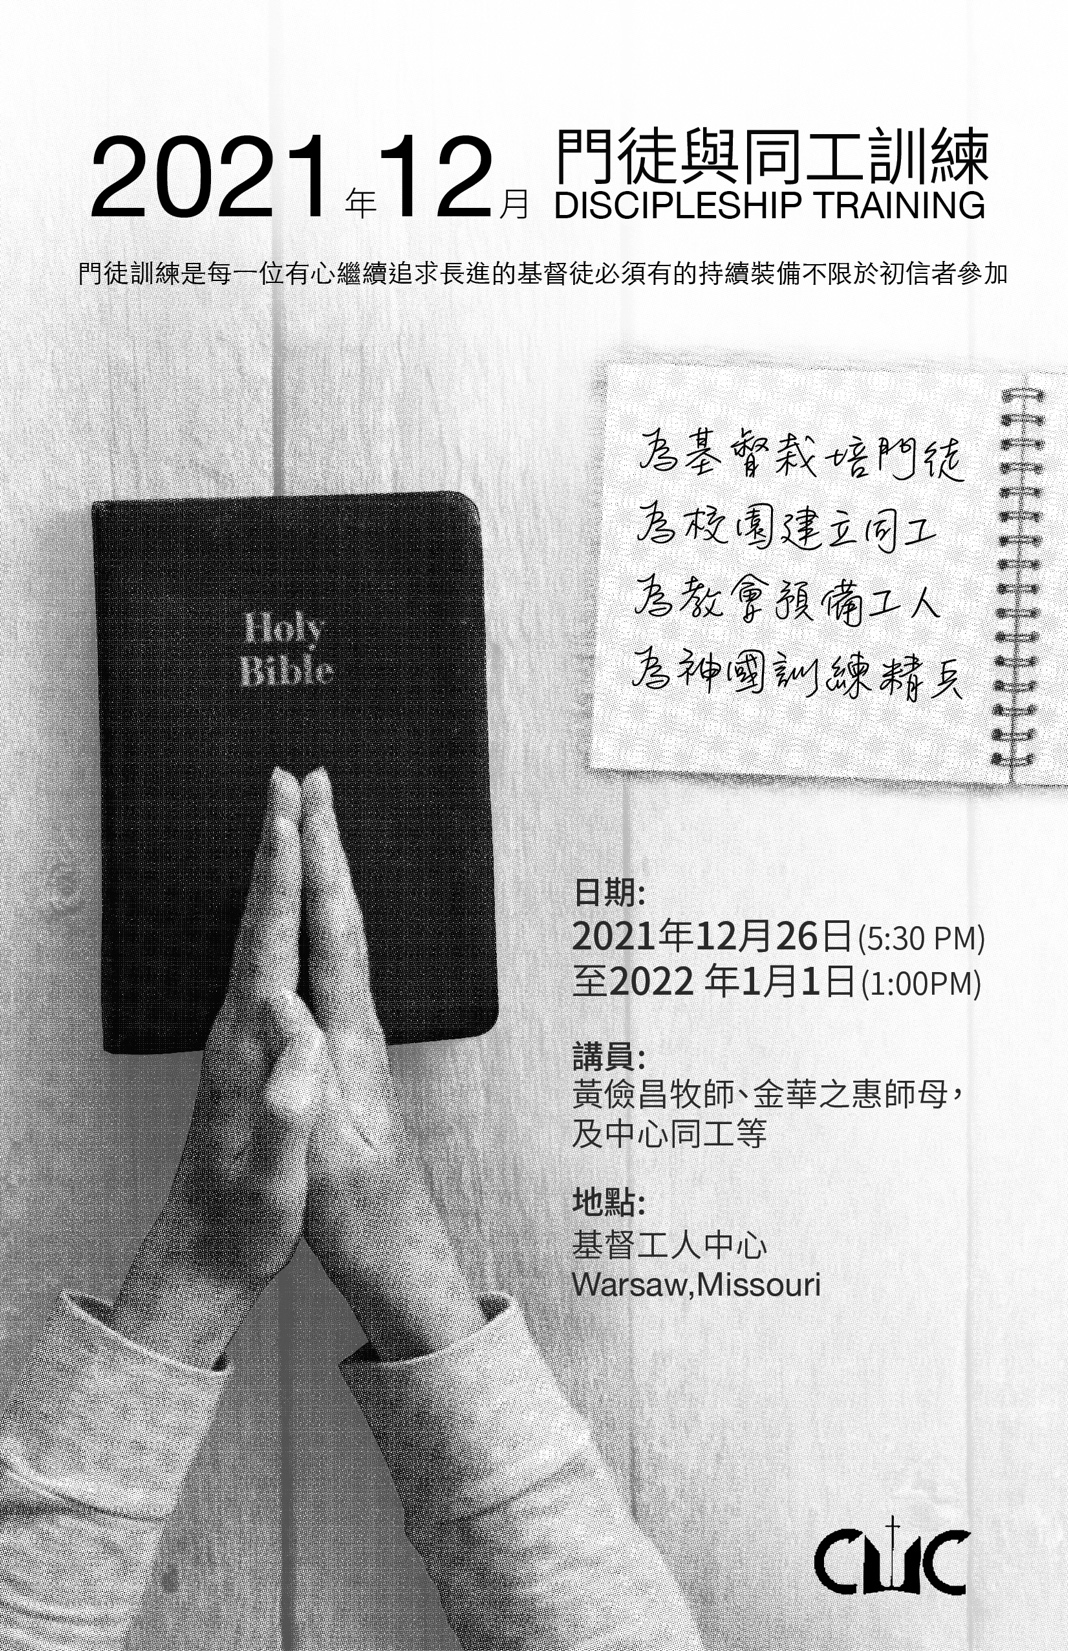 2021年12月 門徒與同工訓練
DISCIPLESHIP TRAINING
門徒訓練是每一位有心繼續追求長進的基督徒必須有的持續裝備不限於初信者參加
為基督栽培門徒
為校園建立同工
為教會預備工人
為神國訓練精兵
Holy
Bible
日期:
2021年12月26日(5:30 PM)
至2022 年1月1日(1:00PM)
講員:
黃儉昌牧師、金華之惠師母,
及中心同工等
地點:
基督工人中心
Warsaw,Missouri
CWC